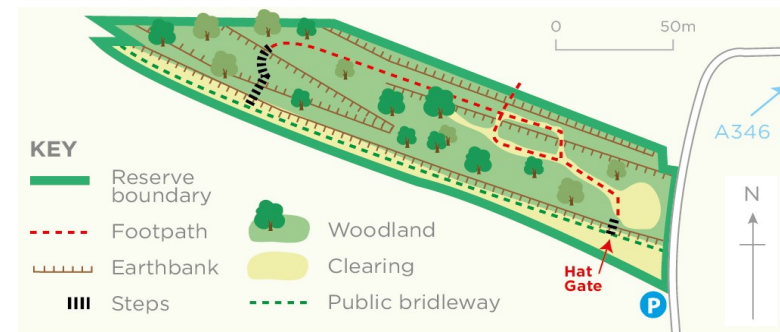 0 50m
A346
KEY
Reserve
boundary
Footpath
Woodland
Earthbank
Clearing
Steps
Public bridleway
Hat
Gate
P
N